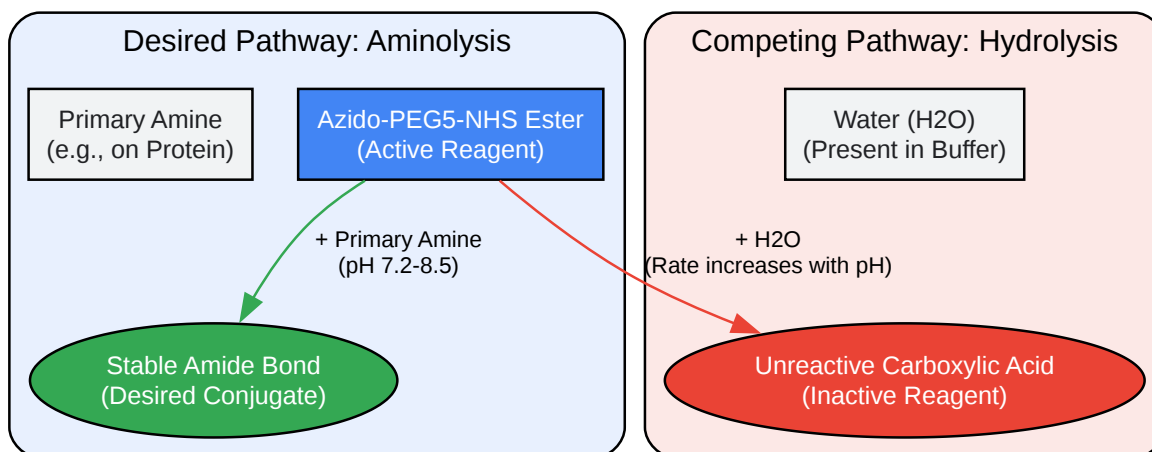 Desired Pathway: Aminolysis
Primary Amine
(e.g., on Protein)
Azido-PEG5-NHS Ester
(Active Reagent)
+ Primary Amine
(pH 7.2-8.5)
Stable Amide Bond
(Desired Conjugate)
Competing Pathway: Hydrolysis
Water (H2O)
(Present in Buffer)
+ H2O
(Rate increases with pH)
Unreactive Carboxylic Acid
(Inactive Reagent)